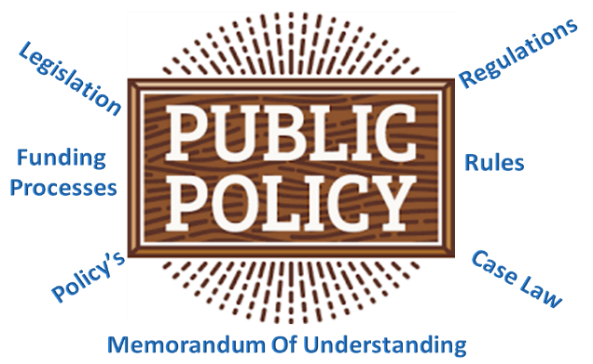 Legislation
Regulations
PUBLIC
POLICY
Funding
Processes
Rules
Policy's
Case Law
Memorandum Of Understanding